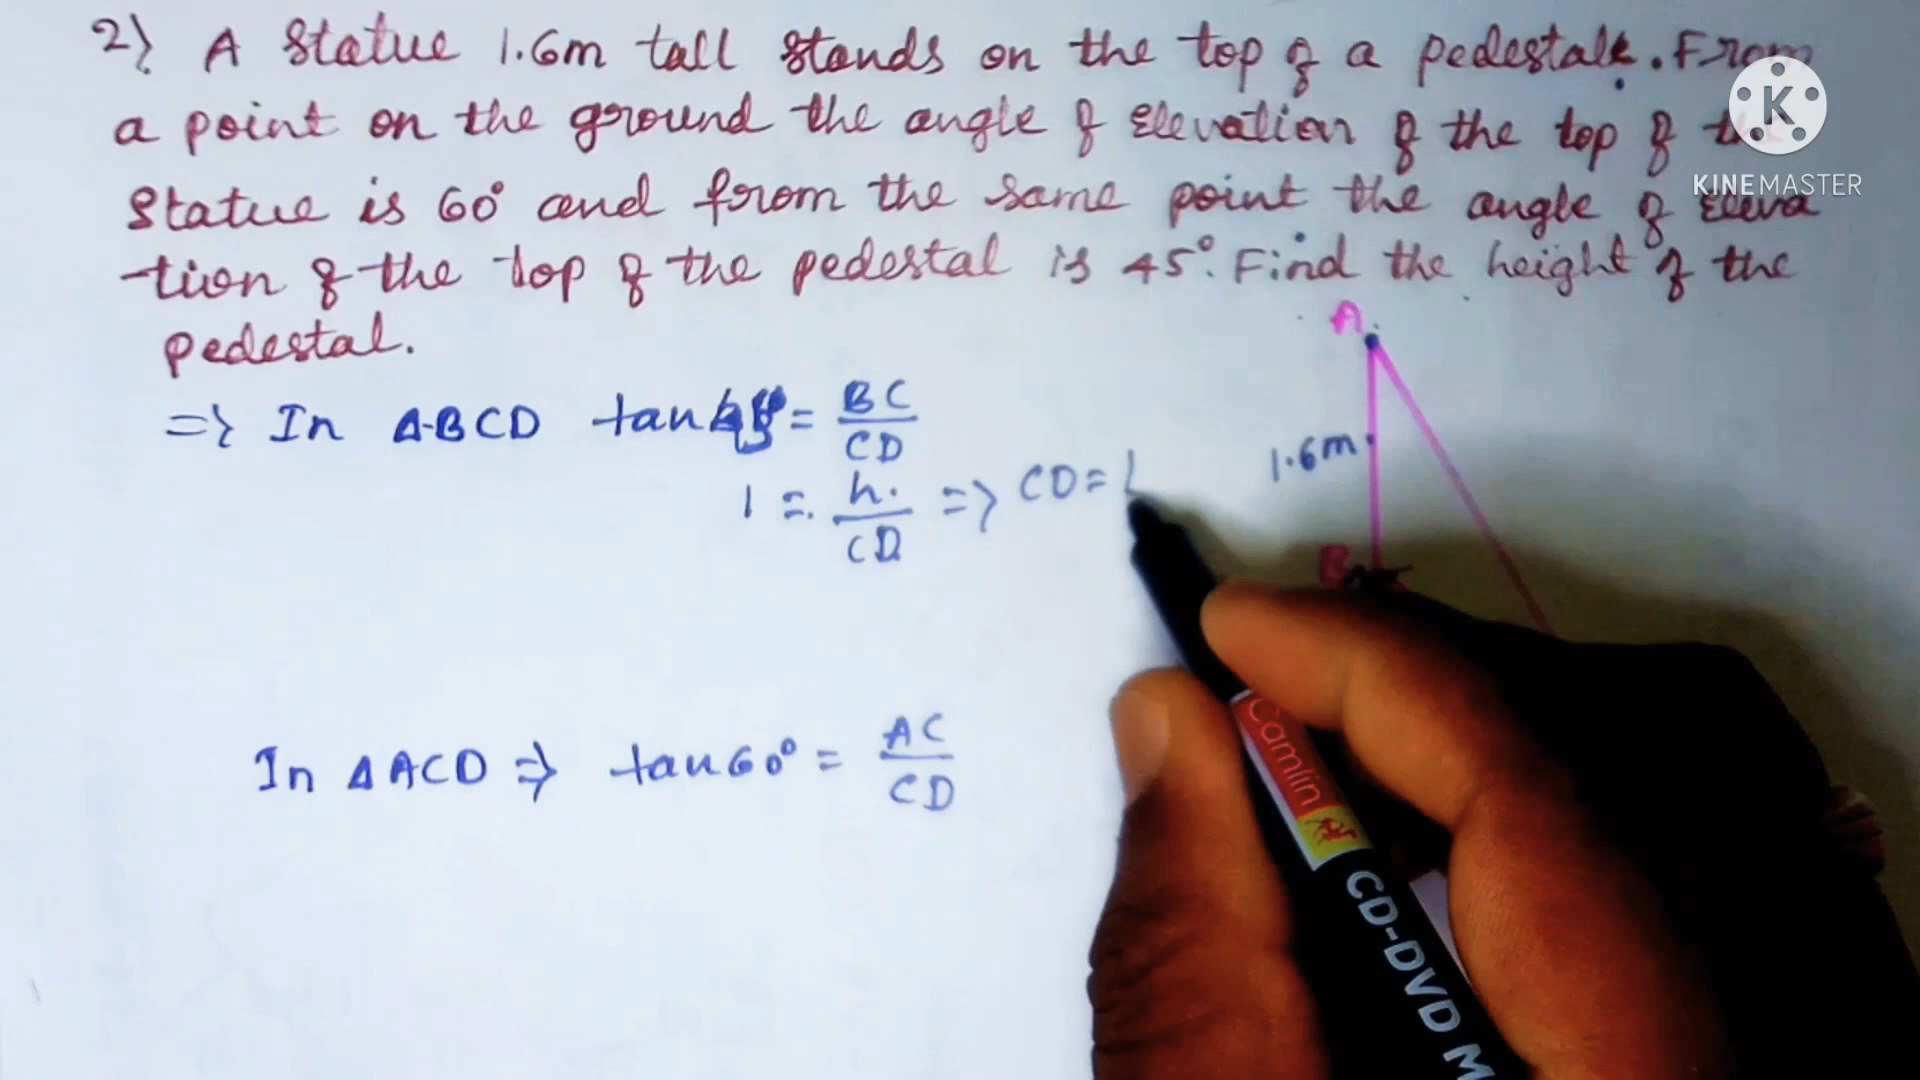 2} A Statue 1.6m tall stands on the top of a pedestal. From
a point on the ground the angle of Elevation of the top of the
Statue is 60° and from the same point the angle of Eleva
-tion of the top of the pedestal is 45°. Find the height of the
pedestal.
=> In ΔBCD tan45° = BC/CD
1 = h/CD => CD =
In ΔACD => tan60° = AC/CD
A
1.6m
B
K
KINEMASTER
Camlin
CD-DVD M